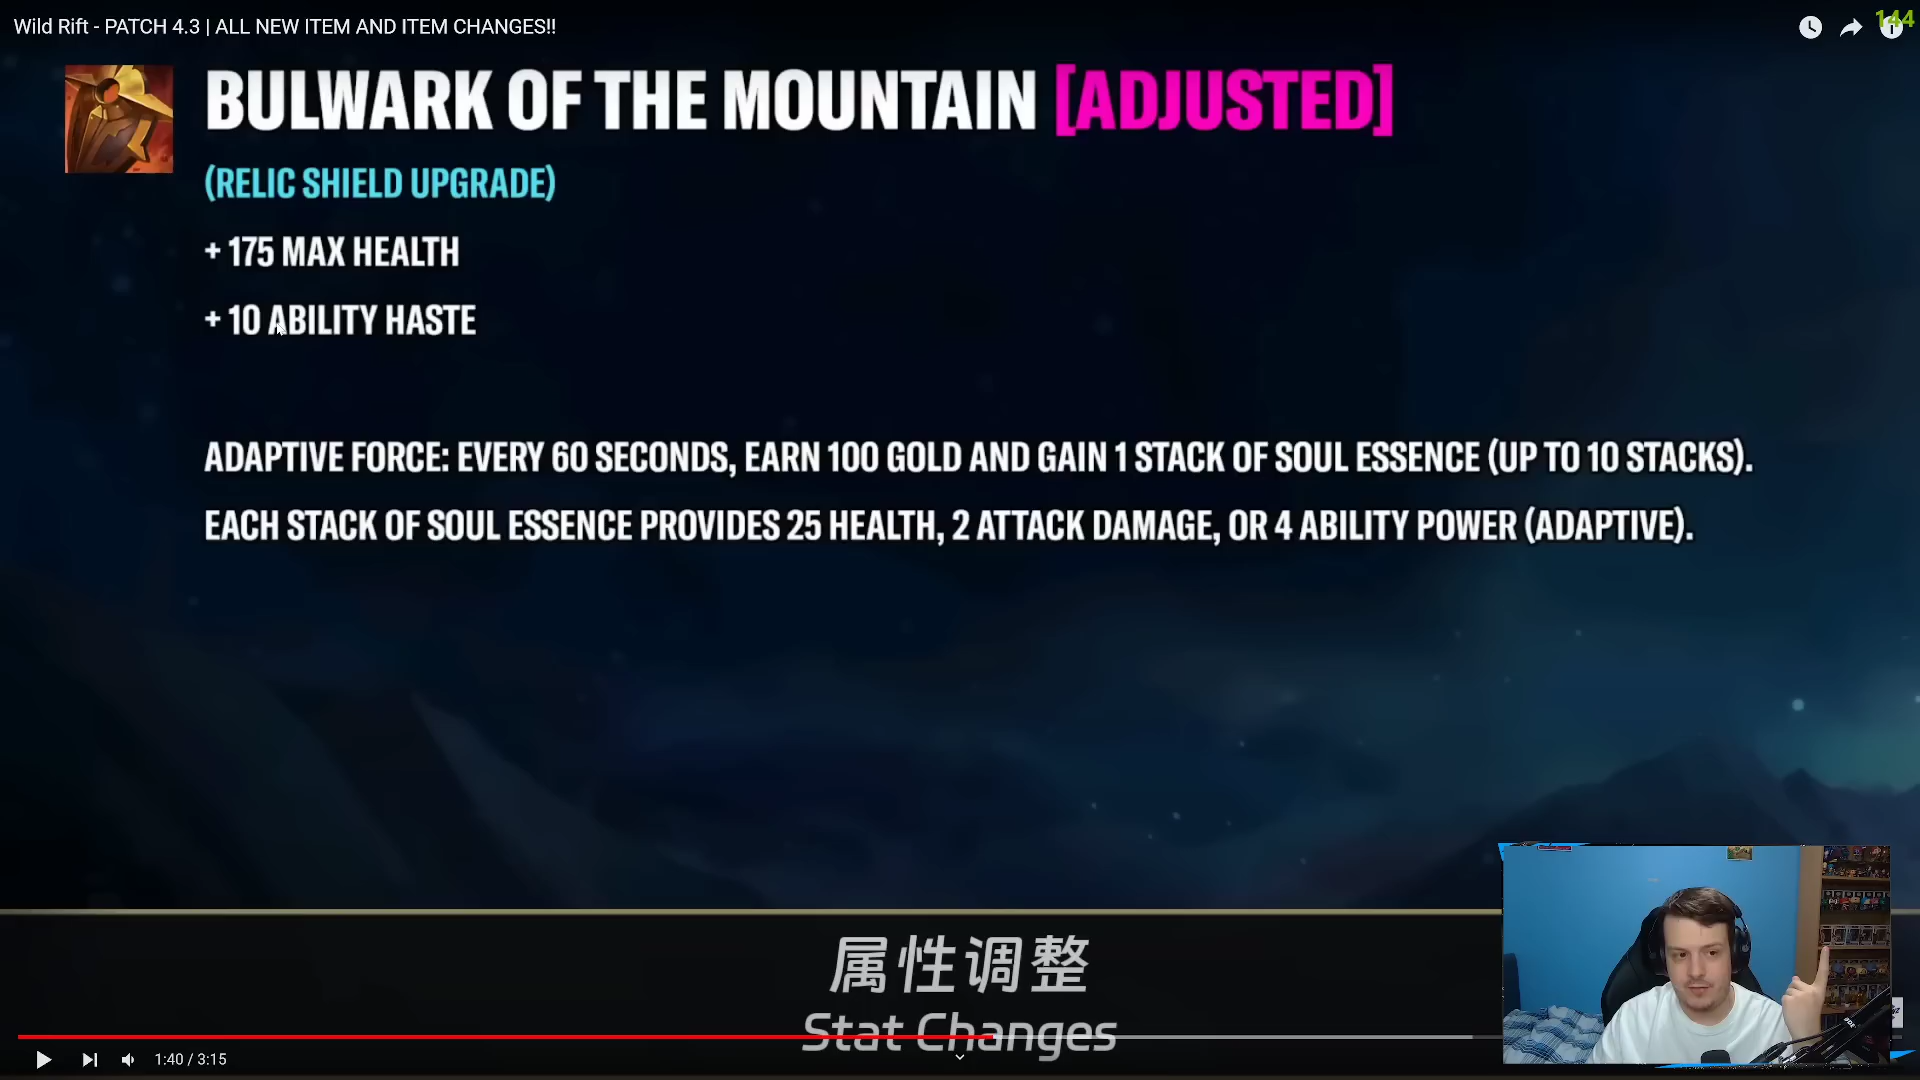 Wild Rift - PATCH 4.3 | ALL NEW ITEM AND ITEM CHANGES!!
144
BULWARK OF THE MOUNTAIN [ADJUSTED]
(RELIC SHIELD UPGRADE)
+ 175 MAX HEALTH
+ 10 ABILITY HASTE
ADAPTIVE FORCE: EVERY 60 SECONDS, EARN 100 GOLD AND GAIN 1 STACK OF SOUL ESSENCE (UP TO 10 STACKS).
EACH STACK OF SOUL ESSENCE PROVIDES 25 HEALTH, 2 ATTACK DAMAGE, OR 4 ABILITY POWER (ADAPTIVE).
属性调整
Stat Changes
1:40 / 3:15